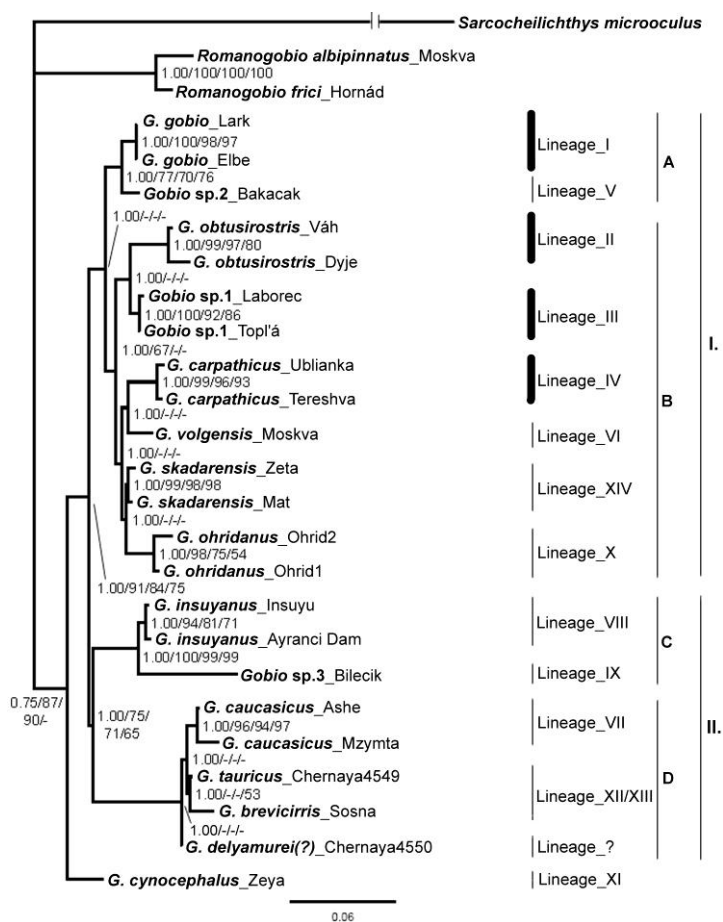 Sarcocheilichthys microoculus
Romanogobio albipinnatus_Moskva
1.00/100/100/100
Romanogobio frici_Hornád
G. gobio_Lark
1.00/100/98/97
Lineage_I
G. gobio_Elbe
A
1.00/77/70/76
Gobio sp.2_Bakacak
Lineage_V
1.00/-/-/-
G. obtusirostris_Váh
1.00/99/97/80
Lineage_II
G. obtusirostris_Dyje
1.00/-/-/-
Gobio sp.1_Laborec
1.00/100/92/86
Lineage_III
Gobio sp.1_Topl'á
I.
1.00/67/-/-
G. carpathicus_Ublianka
1.00/99/96/93
Lineage_IV
G. carpathicus_Tereshva
B
1.00/-/-/-
G. volgensis_Moskva
Lineage_VI
1.00/-/-/-
G. skadarensis_Zeta
1.00/99/98/98
Lineage_XIV
G. skadarensis_Mat
1.00/-/-/-
G. ohridanus_Ohrid2
1.00/98/75/54
Lineage_X
G. ohridanus_Ohrid1
1.00/91/84/75
G. insuyanus_Insuyu
1.00/94/81/71
Lineage_VIII
G. insuyanus_Ayranci Dam
C
1.00/100/99/99
Gobio sp.3_Bilecik
Lineage_IX
0.75/87/
90/-
1.00/75/
71/65
G. caucasicus_Ashe
1.00/96/94/97
Lineage_VII
II.
G. caucasicus_Mzymta
1.00/-/-/-
D
G. tauricus_Chernaya4549
1.00/-/-/53
Lineage_XII/XIII
G. brevicirris_Sosna
1.00/-/-/-
G. delyamurei(?)_Chernaya4550
Lineage_?
G. cynocephalus_Zeya
Lineage_XI
0.06